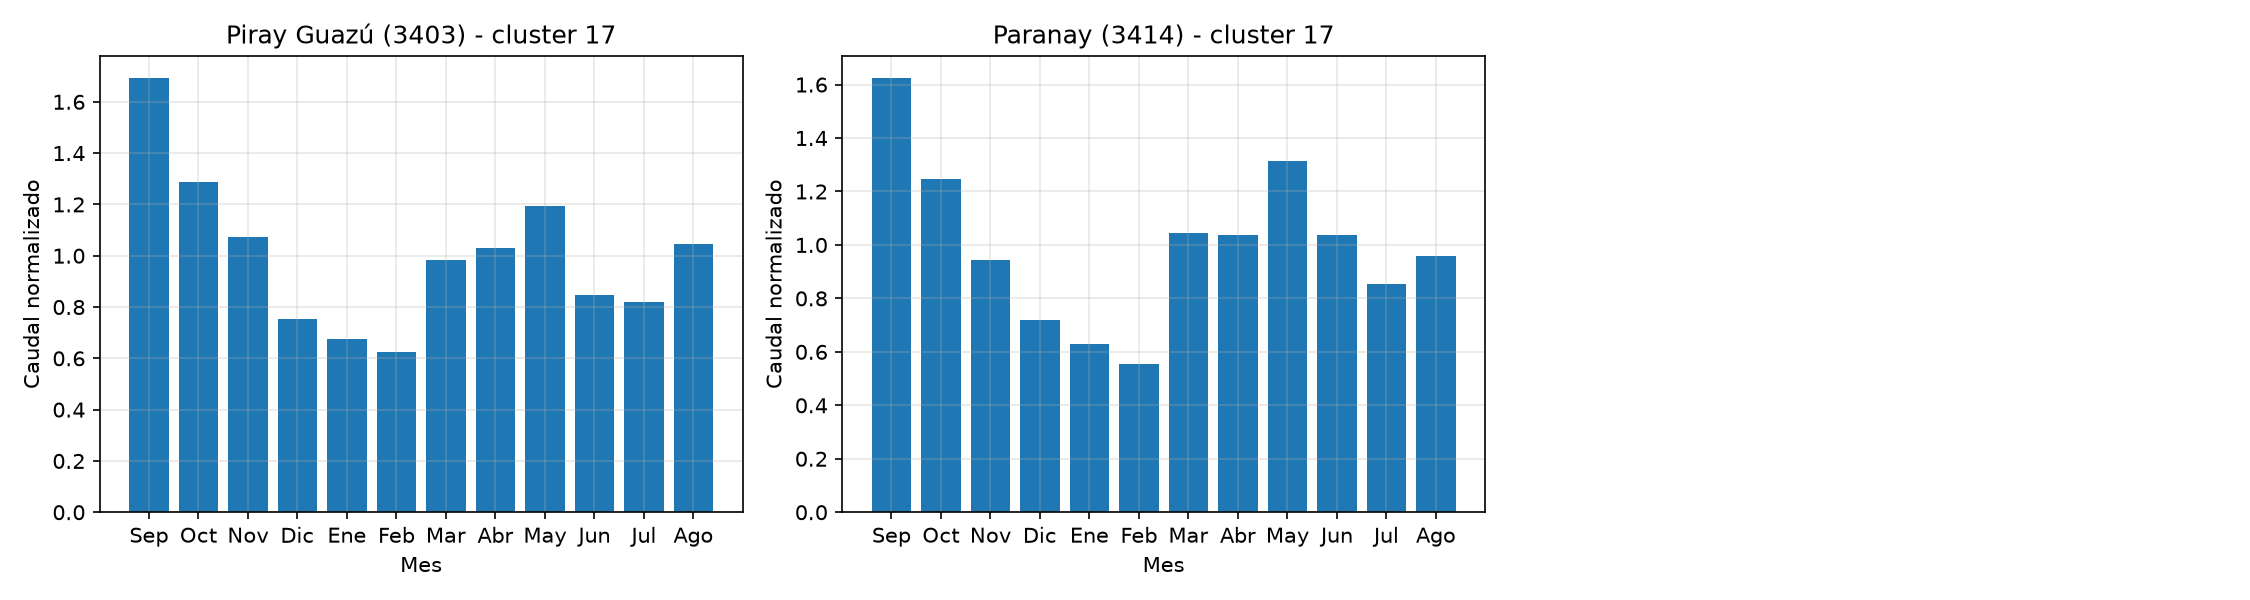 Piray Guazú (3403) - cluster 17
Caudal normalizado
1.6
1.4
1.2
1.0
0.8
0.6
0.4
0.2
0.0
Sep Oct Nov Dic Ene Feb Mar Abr May Jun Jul Ago
Mes
Paranay (3414) - cluster 17
Caudal normalizado
1.6
1.4
1.2
1.0
0.8
0.6
0.4
0.2
0.0
Sep Oct Nov Dic Ene Feb Mar Abr May Jun Jul Ago
Mes